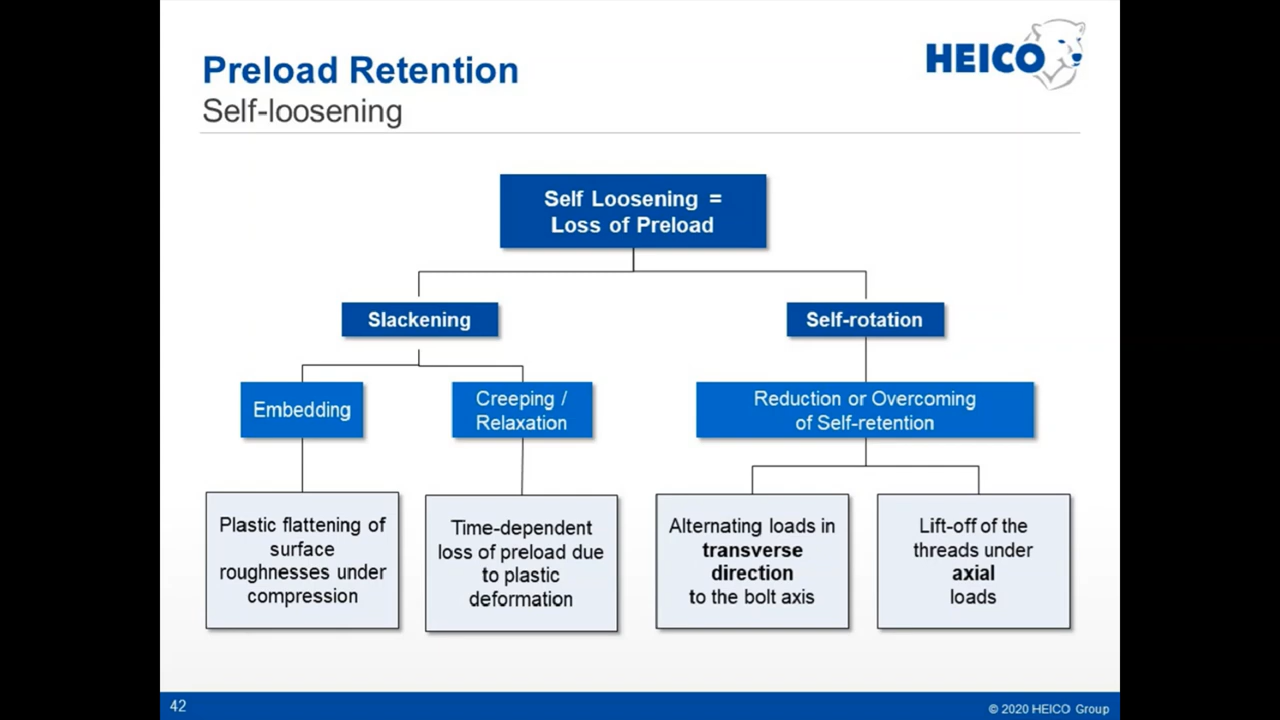 Preload Retention
Self-loosening
HEICO
Self Loosening =
Loss of Preload
Slackening
Self-rotation
Embedding
Creeping /
Relaxation
Reduction or Overcoming
of Self-retention
Plastic flattening of
surface
roughnesses under
compression
Time-dependent
loss of preload due
to plastic
deformation
Alternating loads in
transverse
direction
to the bolt axis
Lift-off of the
threads under
axial
loads
42
© 2020 HEICO Group